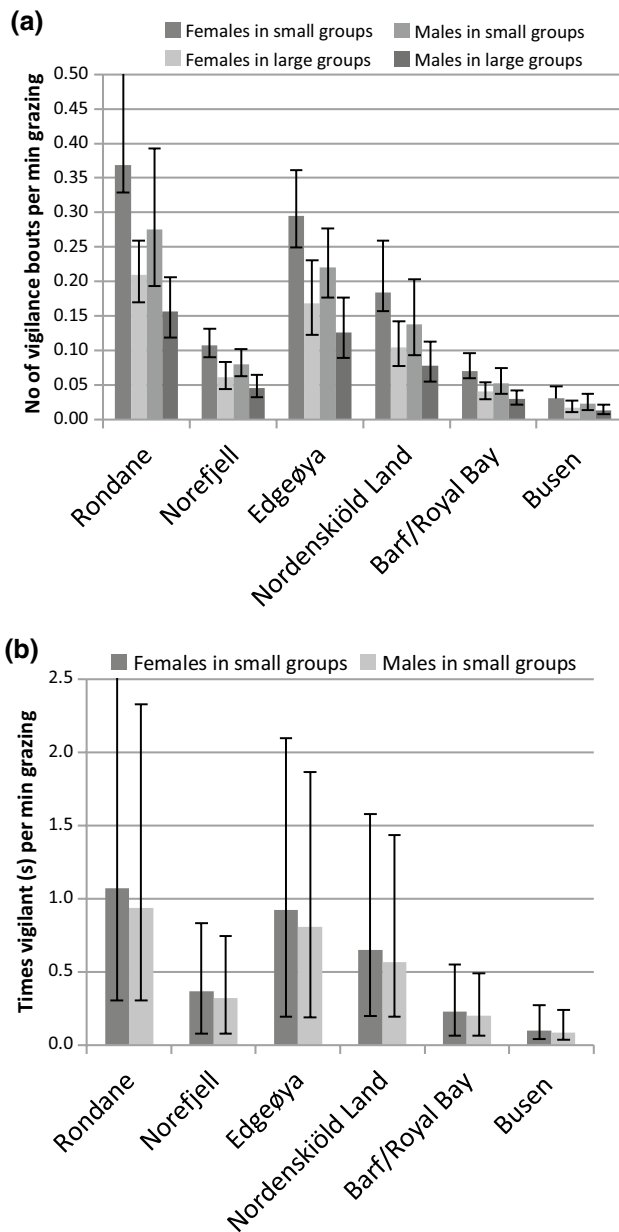 (a)
Females in small groups Males in small groups
Females in large groups Males in large groups
No of vigilance bouts per min grazing
0.50
0.45
0.40
0.35
0.30
0.25
0.20
0.15
0.10
0.05
0.00
Rondane
Norefjell
Edgeøya
Nordenskiöld Land
Barf/Royal Bay
Busen
(b)
Females in small groups Males in small groups
Times vigilant (s) per min grazing
2.5
2.0
1.5
1.0
0.5
0.0
Rondane
Norefjell
Edgeøya
Nordenskiöld Land
Barf/Royal Bay
Busen